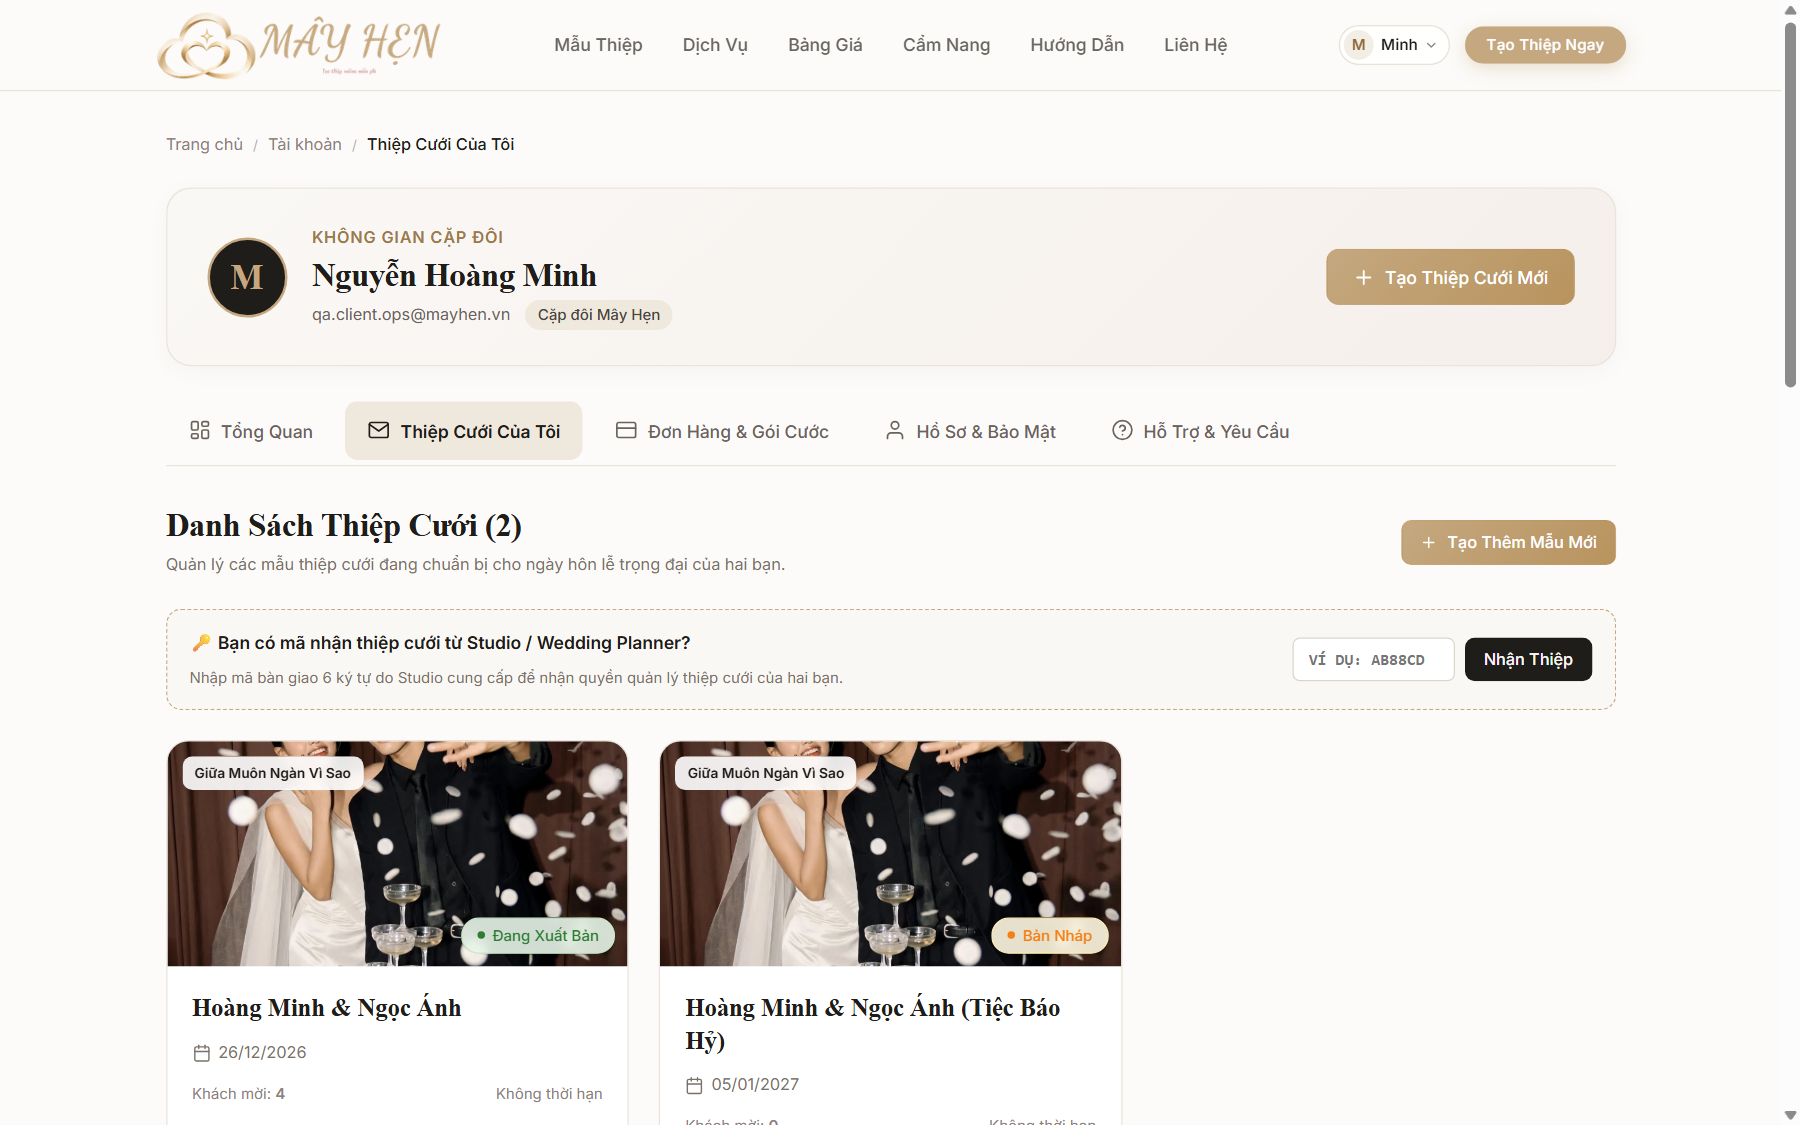 MÂY HẸN
Mẫu Thiệp
Dịch Vụ
Bảng Giá
Cẩm Nang
Hướng Dẫn
Liên Hệ
M
Minh
Tạo Thiệp Ngay
Trang chủ / Tài khoản / Thiệp Cưới Của Tôi
M
KHÔNG GIAN CẶP ĐÔI
Nguyễn Hoàng Minh
qa.client.ops@mayhen.vn
Cặp đôi Mây Hẹn
+ Tạo Thiệp Cưới Mới
Tổng Quan
Thiệp Cưới Của Tôi
Đơn Hàng & Gói Cước
Hồ Sơ & Bảo Mật
Hỗ Trợ & Yêu Cầu
Danh Sách Thiệp Cưới (2)
Quản lý các mẫu thiệp cưới đang chuẩn bị cho ngày hôn lễ trọng đại của hai bạn.
+ Tạo Thêm Mẫu Mới
🔑 Bạn có mã nhận thiệp cưới từ Studio / Wedding Planner?
Nhập mã bàn giao 6 ký tự do Studio cung cấp để nhận quyền quản lý thiệp cưới của hai bạn.
VÍ DỤ: AB88CD
Nhận Thiệp
Giữa Muôn Ngàn Vì Sao
Đang Xuất Bản
Hoàng Minh & Ngọc Ánh
26/12/2026
Khách mời: 4
Không thời hạn
Giữa Muôn Ngàn Vì Sao
Bản Nháp
Hoàng Minh & Ngọc Ánh (Tiệc Báo
Hỷ)
05/01/2027
Khách mời: 0
Không thời hạn